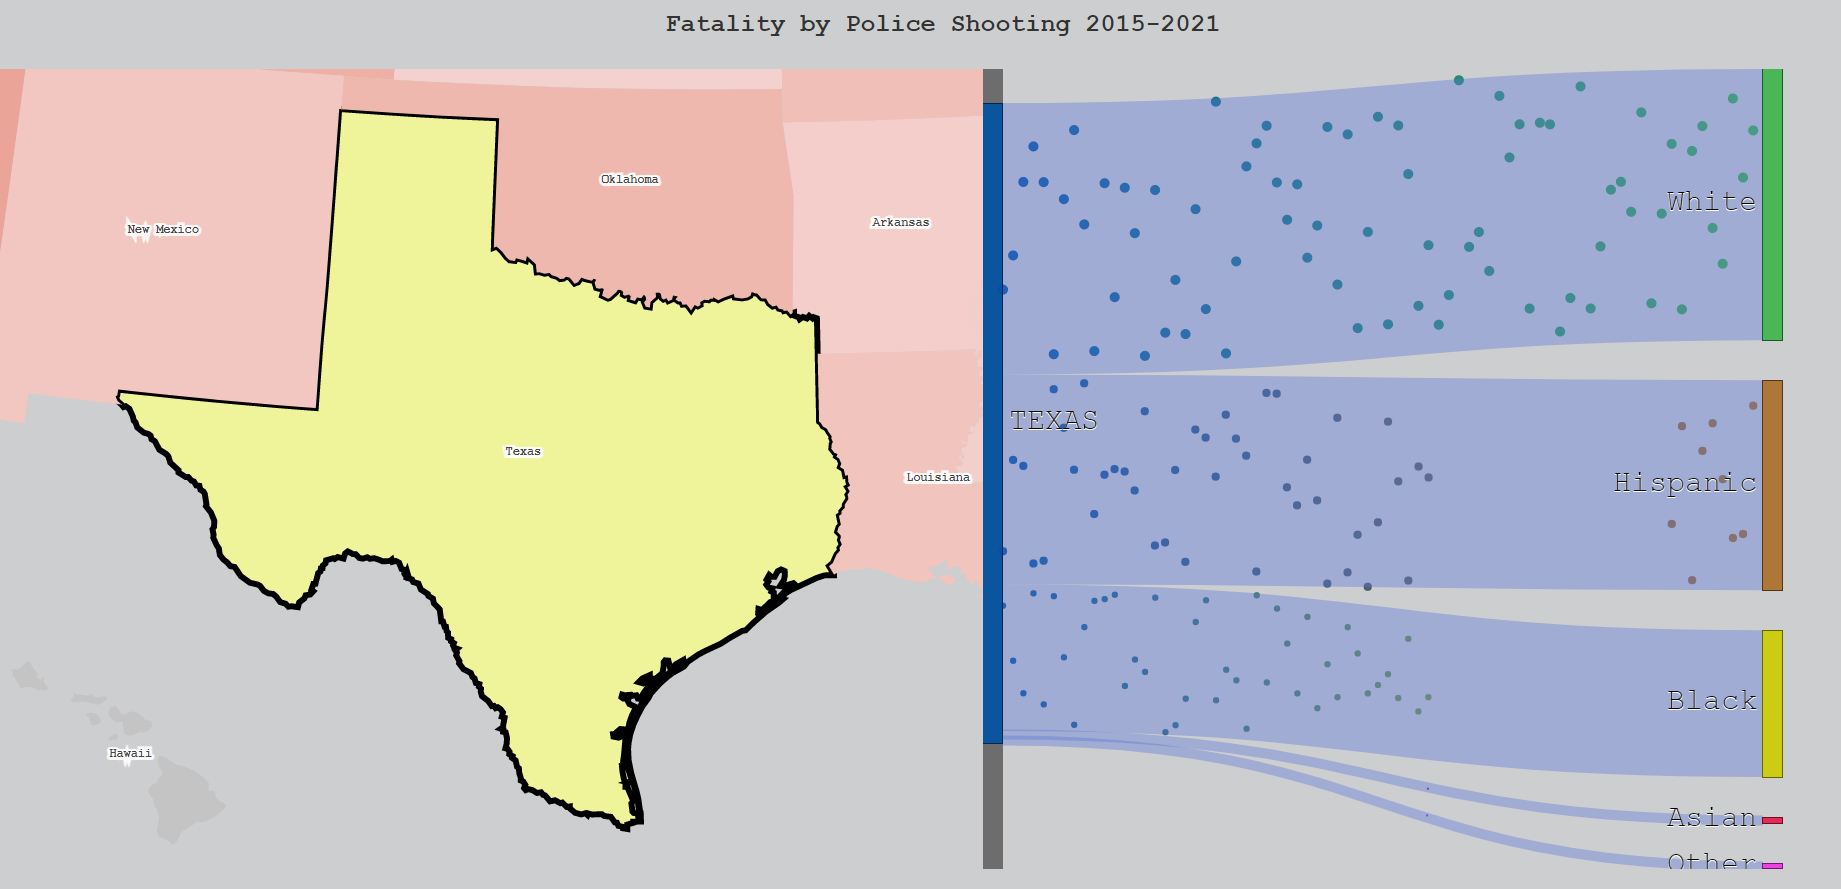 Fatality by Police Shooting 2015-2021
Oklahoma
New Mexico
Arkansas
Texas
Louisiana
Hawaii
TEXAS
White
Hispanic
Black
Asian
Other